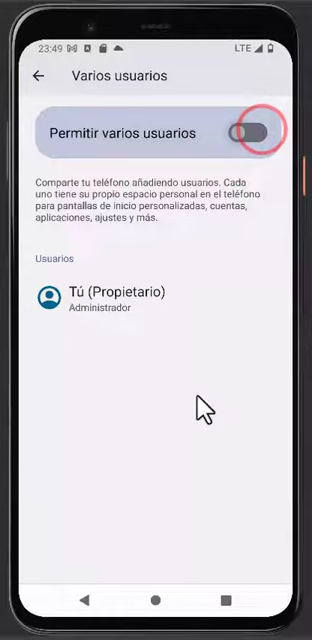 23:49
LTE
Varios usuarios
Permitir varios usuarios
Comparte tu teléfono añadiendo usuarios. Cada
uno tiene su propio espacio personal en el teléfono
para pantallas de inicio personalizadas, cuentas,
aplicaciones, ajustes y más.
Usuarios
Tú (Propietario)
Administrador